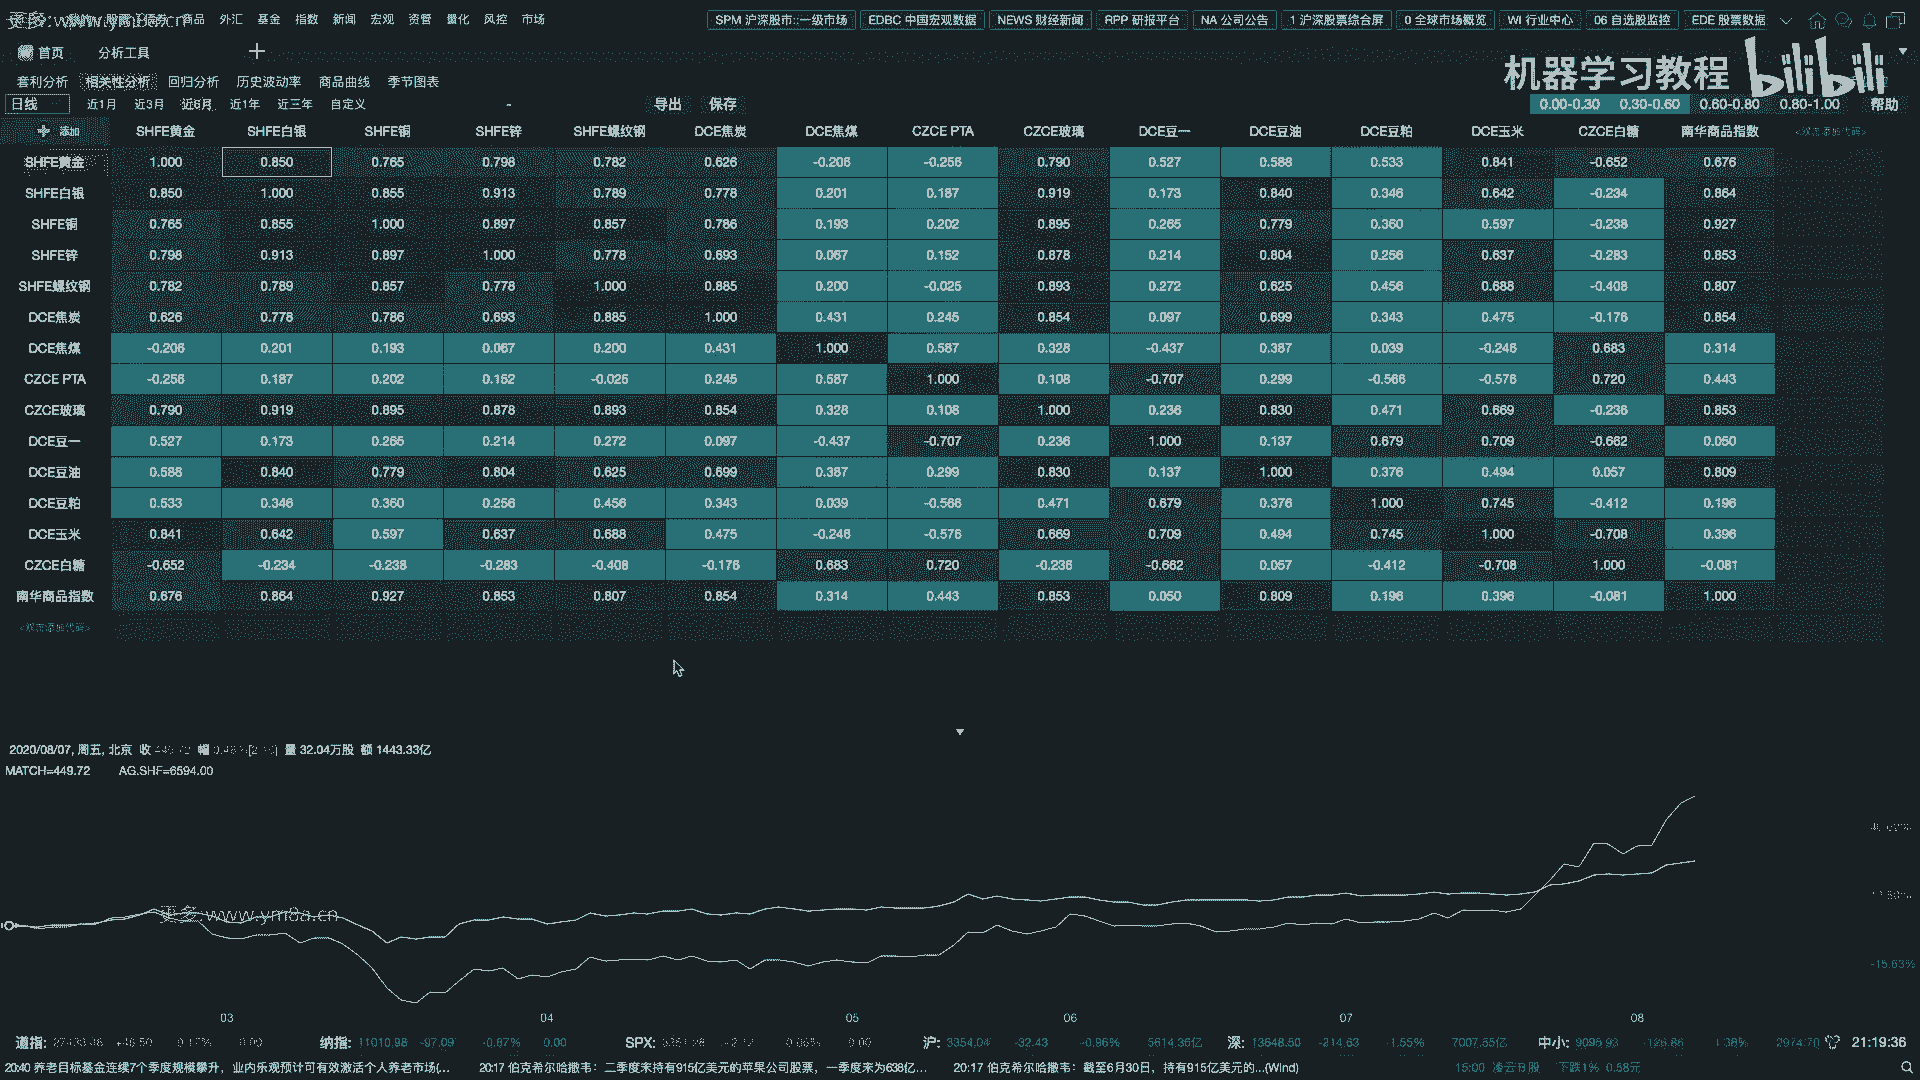 商品 外汇 基金 指数 新闻 宏观 资管 量化 风控 市场 SPM 沪深股市::一级市场 EDBC 中国宏观数据 NEWS 财经新闻 RPP 研报平台 NA 公司公告 1 沪深股票综合屏 0 全球市场概览 WI 行业中心 06 自选股监控 EDE 股票数据
首页 分析工具
机器学习教程 bilibili
套利分析 相关性分析 回归分析 历史波动率 商品曲线 季节图表
日线 近1月 近3月 近6月 近1年 近三年 自定义 - 导出 保存 0.00-0.30 0.30-0.60 0.60-0.80 0.80-1.00 帮助
添加 SHFE黄金 SHFE白银 SHFE铜 SHFE锌 SHFE螺纹钢 DCE焦炭 DCE焦煤 CZCE PTA CZCE玻璃 DCE豆一 DCE豆油 DCE豆粕 DCE玉米 CZCE白糖 南华商品指数 <双击添加代码>
SHFE黄金 1.000 0.850 0.765 0.798 0.782 0.626 -0.206 -0.256 0.790 0.527 0.588 0.533 0.841 -0.652 0.676
SHFE白银 0.850 1.000 0.855 0.913 0.789 0.778 0.201 0.187 0.919 0.173 0.840 0.346 0.642 -0.234 0.864
SHFE铜 0.765 0.855 1.000 0.897 0.857 0.786 0.193 0.202 0.895 0.265 0.779 0.360 0.597 -0.238 0.927
SHFE锌 0.798 0.913 0.897 1.000 0.778 0.693 0.067 0.152 0.878 0.214 0.804 0.256 0.637 -0.283 0.853
SHFE螺纹钢 0.782 0.789 0.857 0.778 1.000 0.885 0.200 -0.025 0.893 0.272 0.625 0.456 0.688 -0.408 0.807
DCE焦炭 0.626 0.778 0.786 0.693 0.885 1.000 0.431 0.245 0.854 0.097 0.699 0.343 0.475 -0.176 0.854
DCE焦煤 -0.206 0.201 0.193 0.067 0.200 0.431 1.000 0.587 0.328 -0.437 0.387 0.039 -0.246 0.683 0.314
CZCE PTA -0.256 0.187 0.202 0.152 -0.025 0.245 0.587 1.000 0.108 -0.707 0.299 -0.566 -0.576 0.720 0.443
CZCE玻璃 0.790 0.919 0.895 0.878 0.893 0.854 0.328 0.108 1.000 0.236 0.830 0.471 0.669 -0.236 0.853
DCE豆一 0.527 0.173 0.265 0.214 0.272 0.097 -0.437 -0.707 0.236 1.000 0.137 0.679 0.709 -0.662 0.050
DCE豆油 0.588 0.840 0.779 0.804 0.625 0.699 0.387 0.299 0.830 0.137 1.000 0.376 0.494 0.057 0.809
DCE豆粕 0.533 0.346 0.360 0.256 0.456 0.343 0.039 -0.566 0.471 0.679 0.376 1.000 0.745 -0.412 0.196
DCE玉米 0.841 0.642 0.597 0.637 0.688 0.475 -0.246 -0.576 0.669 0.709 0.494 0.745 1.000 -0.708 0.396
CZCE白糖 -0.652 -0.234 -0.238 -0.283 -0.408 -0.176 0.683 0.720 -0.236 -0.662 0.057 -0.412 -0.708 1.000 -0.081
南华商品指数 0.676 0.864 0.927 0.853 0.807 0.854 0.314 0.443 0.853 0.050 0.809 0.196 0.396 -0.081 1.000
<双击添加代码>
2020/08/07, 周五, 北京 收 幅 量 32.04万股 额 1443.33亿
MATCH=449.72 AG.SHF=6594.00
更多:www.ym8a.cn
-15.63%
03 04 05 06 07 08
道指: 纳指: 11010.98 -97.09 -0.87% 0.00 SPX: 沪: 3354.04 -32.43 -0.96% 5614.36亿 深: 13648.50 -214.63 -1.55% 7007.55亿 中小: 21:19:36
20:40 养老目标基金连续7个季度规模攀升，业内乐观预计可有效激活个人养老市场(... 20:17 伯克希尔哈撒韦：二季度末持有915亿美元的苹果公司股票，一季度末为638亿... 20:17 伯克希尔哈撒韦：截至6月30日，持有915亿美元的...(Wind) 15:00 凌云B股 下跌1% 0.58元